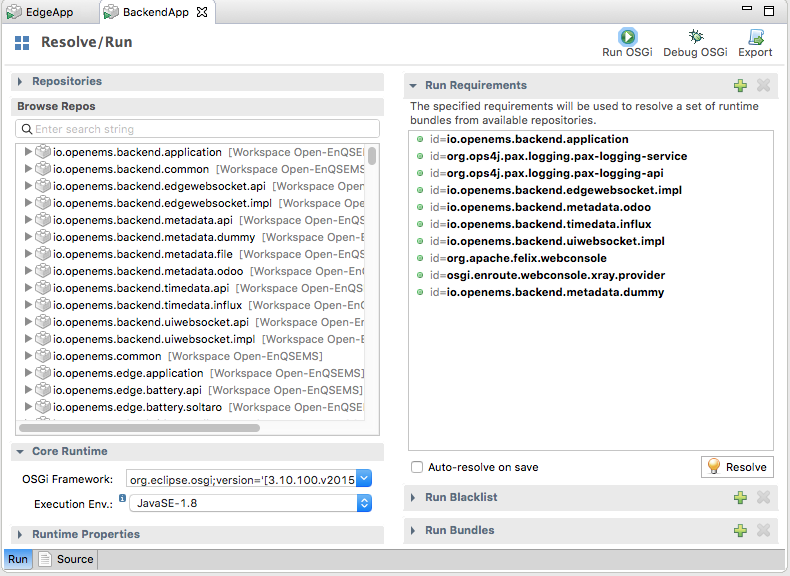 EdgeApp
BackendApp
Resolve/Run
Run OSGi
Debug OSGi
Export
Repositories
Browse Repos
Enter search string
io.openems.backend.application [Workspace Open-EnQSEM
io.openems.backend.common [Workspace Open-EnQSEMS
io.openems.backend.edgewebsocket.api [Workspace Open-E
io.openems.backend.edgewebsocket.impl [Workspace Open-
io.openems.backend.metadata.api [Workspace Open-EnQSE
io.openems.backend.metadata.dummy [Workspace Open-En
io.openems.backend.metadata.file [Workspace Open-EnQSE
io.openems.backend.metadata.odoo [Workspace Open-EnQ
io.openems.backend.timedata.api [Workspace Open-EnQSE
io.openems.backend.timedata.influx [Workspace Open-EnQS
io.openems.backend.uiwebsocket.api [Workspace Open-En
io.openems.backend.uiwebsocket.impl [Workspace Open-En
io.openems.common [Workspace Open-EnQSEMS]
io.openems.edge.application [Workspace Open-EnQSEMS]
io.openems.edge.battery.api [Workspace Open-EnQSEMS]
io.openems.edge.battery.soltaro [Workspace Open-EnQSEM
Core Runtime
OSGi Framework: org.eclipse.osgi;version='[3.10.100.v2015
Execution Env.: JavaSE-1.8
Runtime Properties
Run Requirements
The specified requirements will be used to resolve a set of runtime
bundles from available repositories.
id=io.openems.backend.application
id=org.ops4j.pax.logging.pax-logging-service
id=org.ops4j.pax.logging.pax-logging-api
id=io.openems.backend.edgewebsocket.impl
id=io.openems.backend.metadata.odoo
id=io.openems.backend.timedata.influx
id=io.openems.backend.uiwebsocket.impl
id=org.apache.felix.webconsole
id=osgi.enroute.webconsole.xray.provider
id=io.openems.backend.metadata.dummy
Auto-resolve on save
Resolve
Run Blacklist
Run Bundles
Run
Source